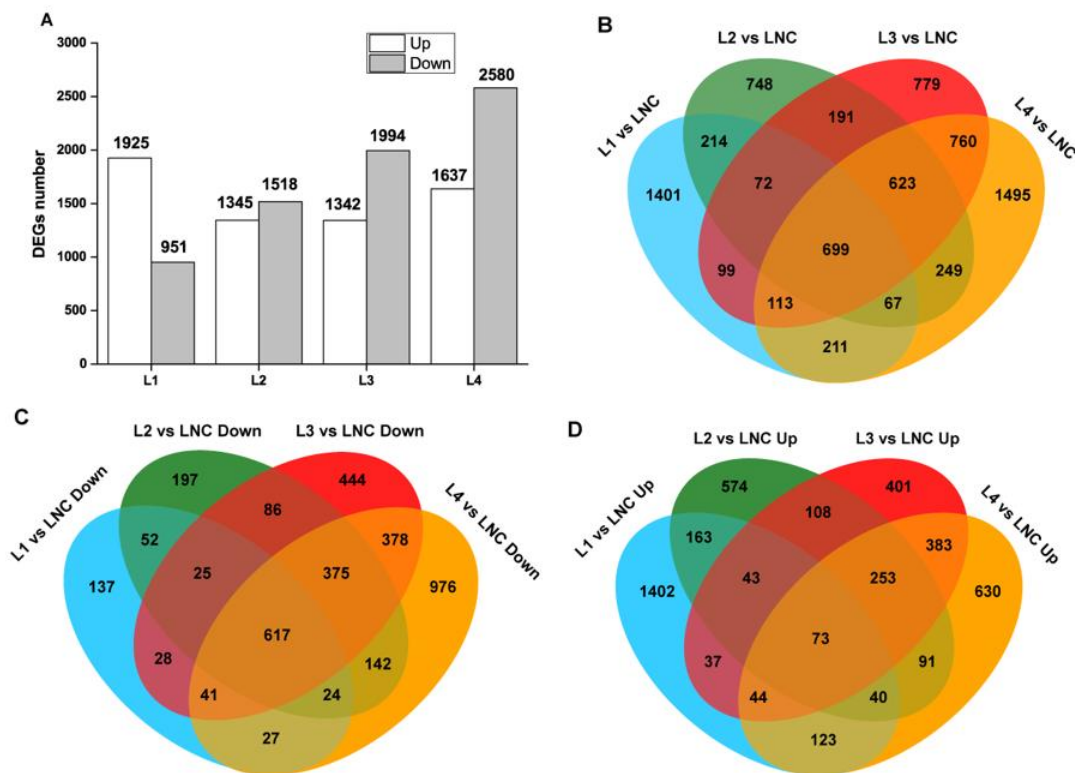 A
DEGs number
3000
2500
2000
1500
1000
500
0
Up
Down
1925
951
1345
1518
1342
1994
1637
2580
L1
L2
L3
L4
B
L1 vs LNC
L2 vs LNC
L3 vs LNC
L4 vs LNC
748
779
191
214
760
72
623
1401
1495
699
99
249
113
67
211
C
L1 vs LNC Down
L2 vs LNC Down
L3 vs LNC Down
L4 vs LNC Down
197
444
86
52
378
25
375
137
976
617
28
142
41
24
27
D
L1 vs LNC Up
L2 vs LNC Up
L3 vs LNC Up
L4 vs LNC Up
574
401
108
163
383
43
253
1402
630
73
37
91
44
40
123